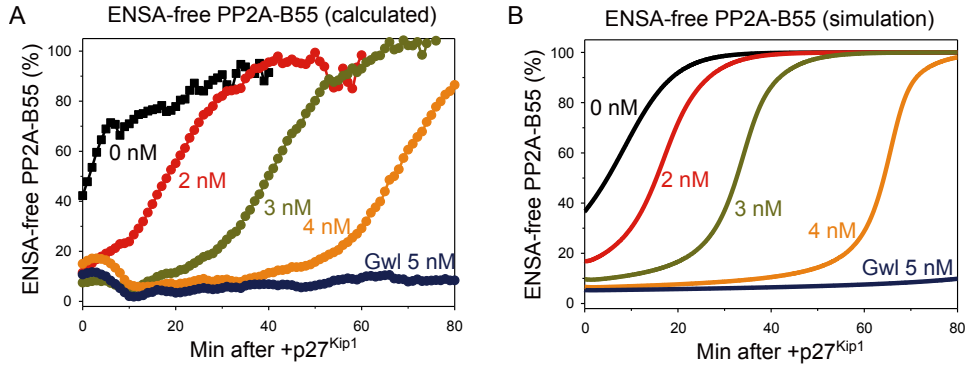 A
ENSA-free PP2A-B55 (calculated)
ENSA-free PP2A-B55 (%)
100
80
60
40
20
0
0 nM
2 nM
3 nM
4 nM
Gwl 5 nM
0 20 40 60 80
Min after +p27Kip1
B
ENSA-free PP2A-B55 (simulation)
ENSA-free PP2A-B55 (%)
100
80
60
40
20
0
0 nM
2 nM
3 nM
4 nM
Gwl 5 nM
0 20 40 60 80
Min after +p27Kip1